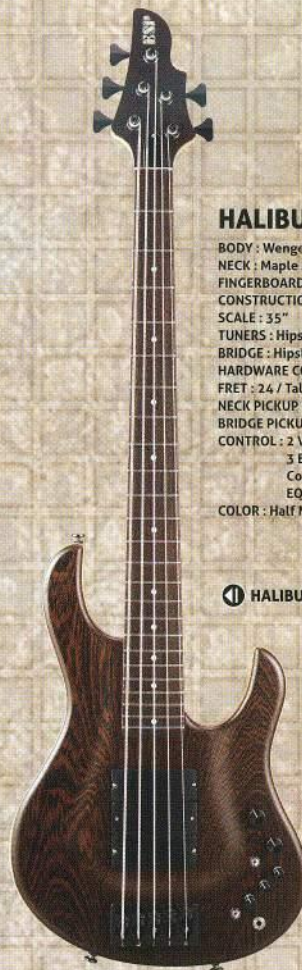 ESP
HALIBU
BODY : Wenge
NECK : Maple
FINGERBOARD
CONSTRUCTIO
SCALE : 35"
TUNERS : Hips
BRIDGE : Hips
HARDWARE CO
FRET : 24 / Tal
NECK PICKUP
BRIDGE PICKU
CONTROL : 2 V
3 E
Co
EQ
COLOR : Half M
HALIBU